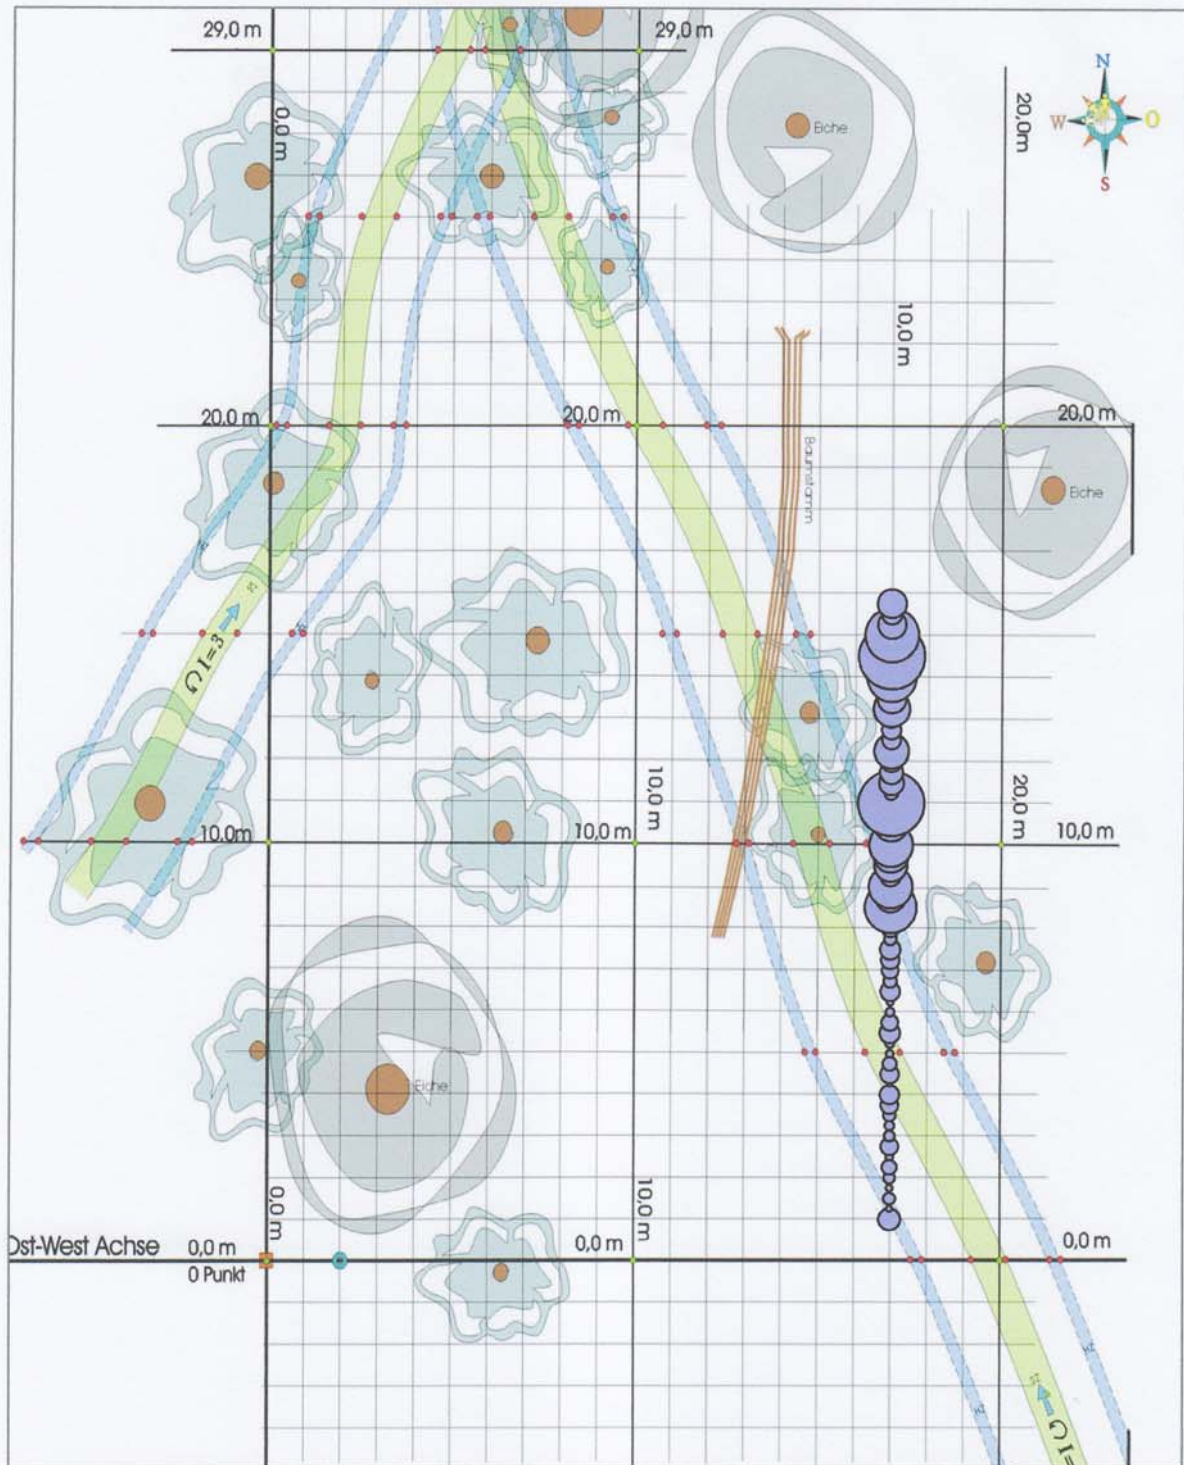 29,0 m
29,0 m
N
W
O
S
0,0 m
Eiche
20,0m
10,0 m
20,0 m
20,0 m
20,0 m
Baumstamm
Eiche
Ω I=3
10,0m
10,0 m
10,0 m
20,0 m
10,0 m
Eiche
0,0 m
10,0 m
Ost-West Achse
0,0 m
0,0 m
0,0 m
0 Punkt
Ω I=